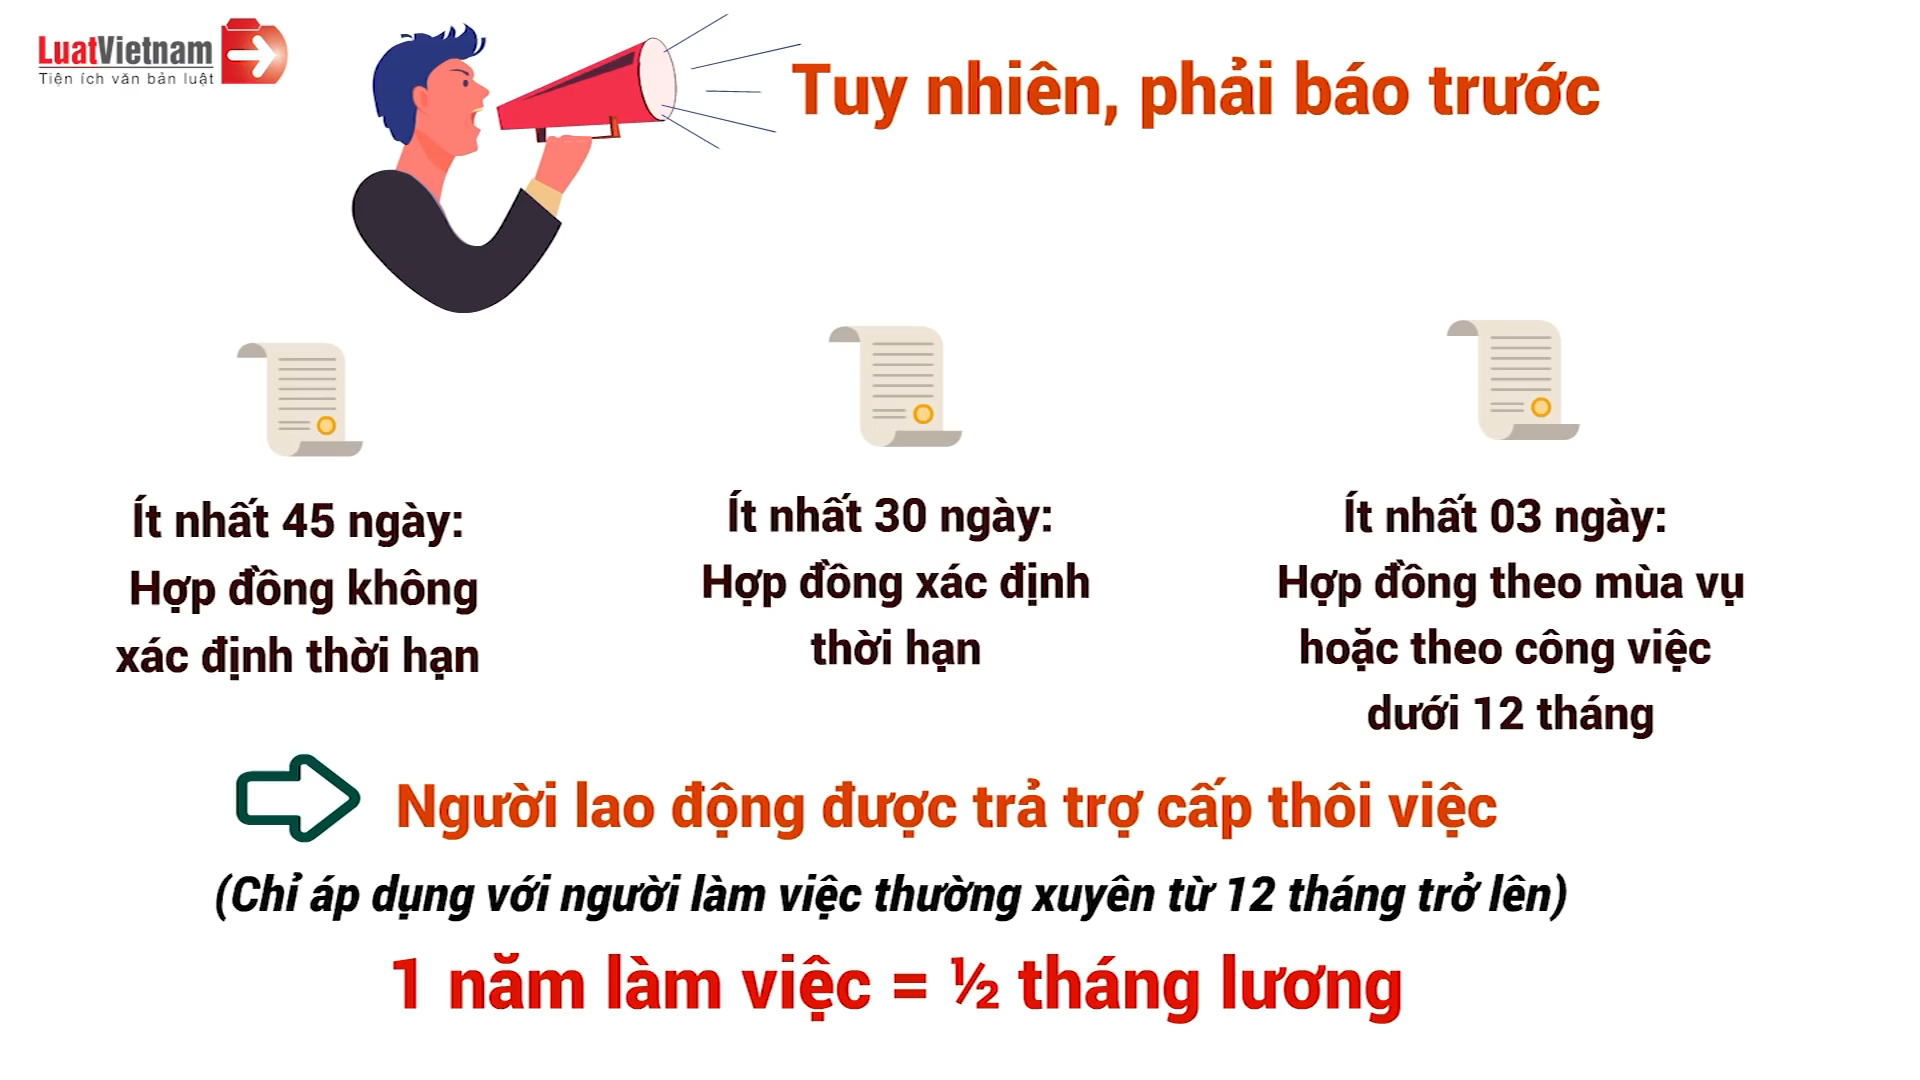 LuatVietnam
Tiện ích văn bản luật
Tuy nhiên, phải báo trước
Ít nhất 45 ngày:
Hợp đồng không
xác định thời hạn
Ít nhất 30 ngày:
Hợp đồng xác định
thời hạn
Ít nhất 03 ngày:
Hợp đồng theo mùa vụ
hoặc theo công việc
dưới 12 tháng
Người lao động được trả trợ cấp thôi việc
(Chỉ áp dụng với người làm việc thường xuyên từ 12 tháng trở lên)
1 năm làm việc = ½ tháng lương